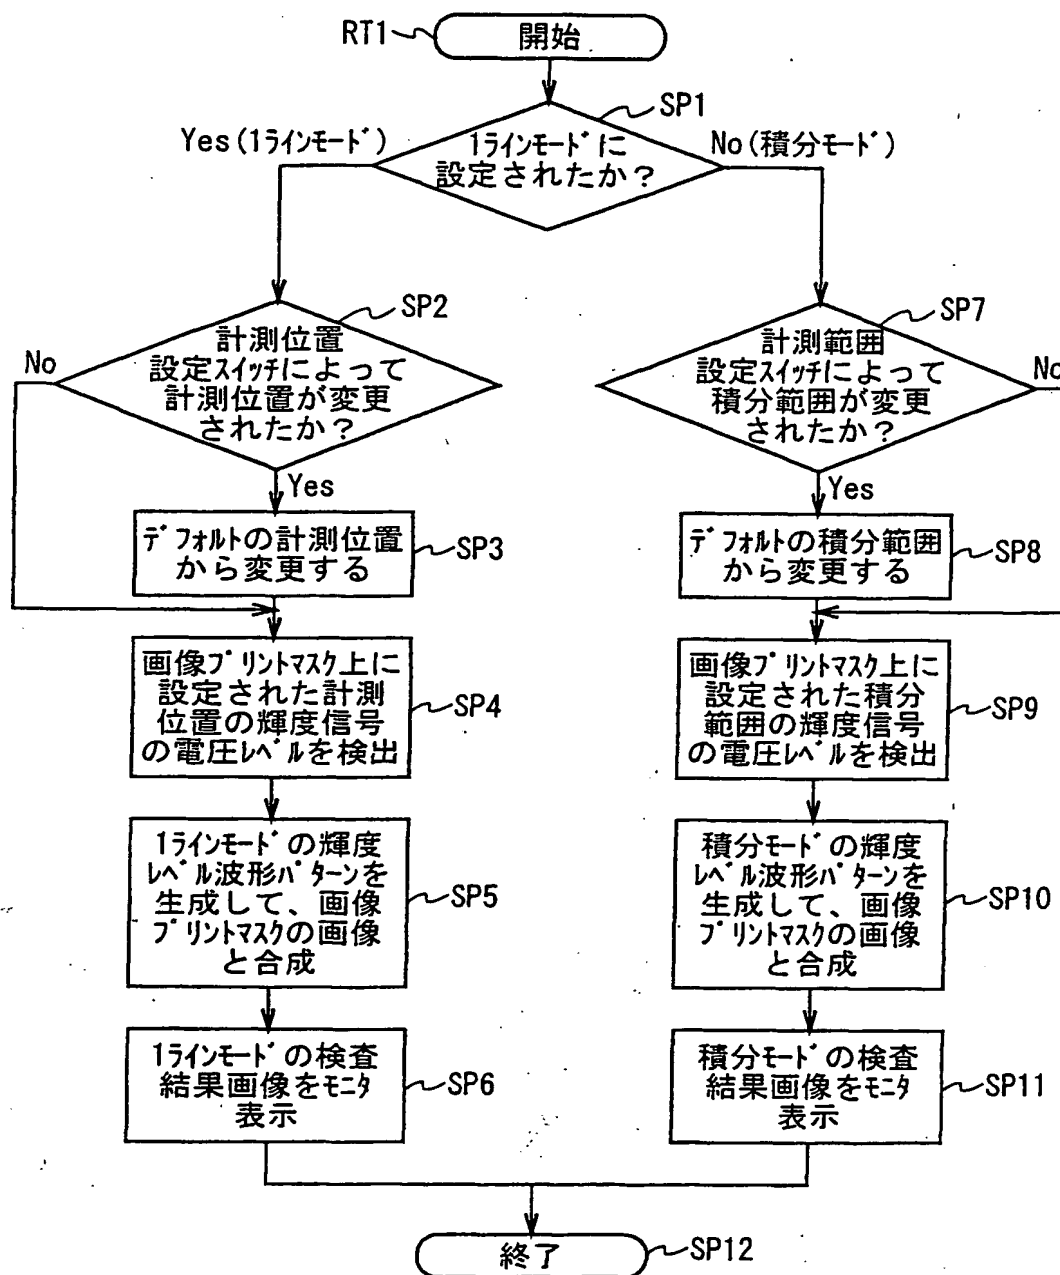 RT1
開始
SP1
Yes(1ラインモード)
1ラインモードに
設定されたか？
No(積分モード)
SP2
計測位置
設定スイッチによって
計測位置が変更
されたか？
No
Yes
デフォルトの計測位置
から変更する
SP3
画像プリントマスク上に
設定された計測
位置の輝度信号
の電圧レベルを検出
SP4
1ラインモードの輝度
レベル波形パターンを
生成して、画像
プリントマスクの画像
と合成
SP5
1ラインモードの検査
結果画像をモニタ
表示
SP6
SP7
計測範囲
設定スイッチによって
積分範囲が変更
されたか？
No
Yes
デフォルトの積分範囲
から変更する
SP8
画像プリントマスク上に
設定された積分
範囲の輝度信号
の電圧レベルを検出
SP9
積分モードの輝度
レベル波形パターンを
生成して、画像
プリントマスクの画像
と合成
SP10
積分モードの検査
結果画像をモニタ
表示
SP11
終了
SP12